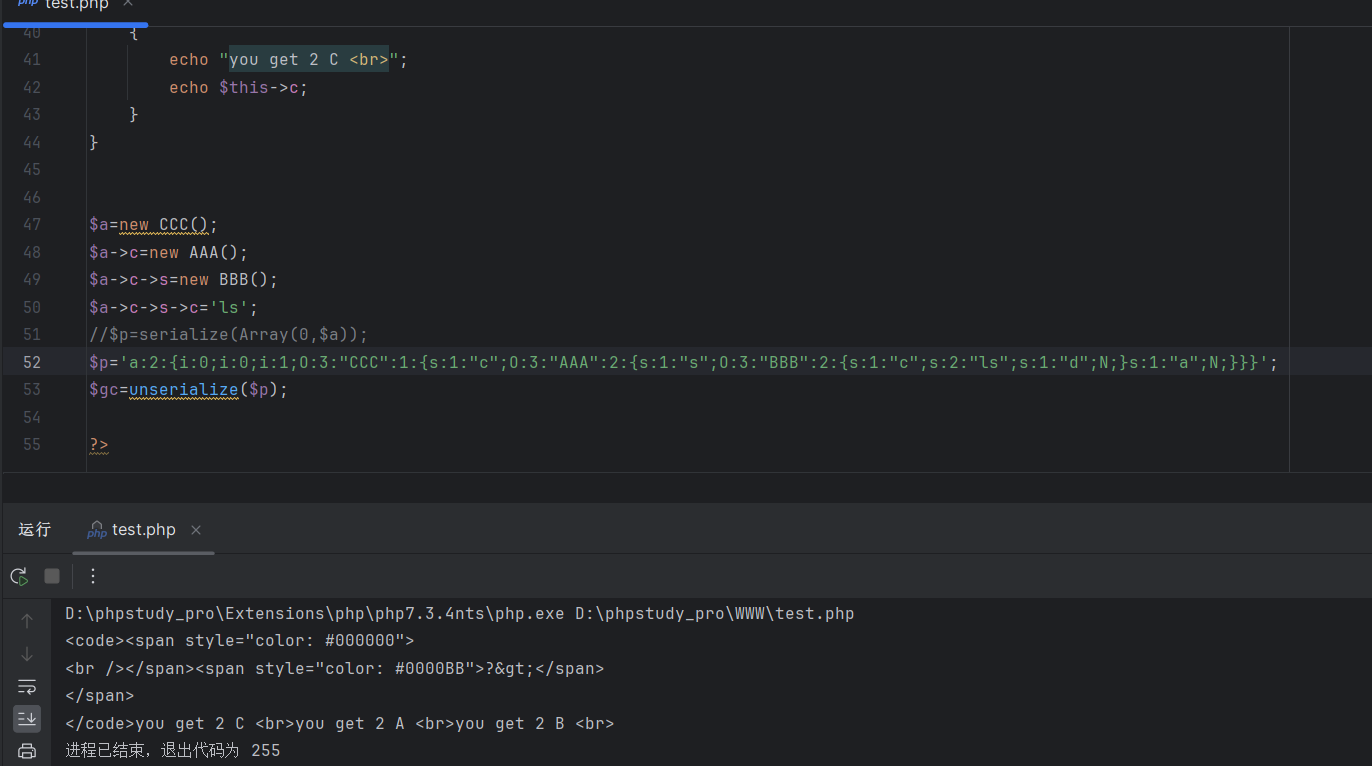 php test.php ×
40 {
41 echo "you get 2 C <br>";
42 echo $this->c;
43 }
44 }
45
46
47 $a=new CCC();
48 $a->c=new AAA();
49 $a->c->s=new BBB();
50 $a->c->s->c='ls';
51 //$p=serialize(Array(0,$a));
52 $p='a:2:{i:0;i:0;i:1;O:3:"CCC":1:{s:1:"c";O:3:"AAA":2:{s:1:"s";O:3:"BBB":2:{s:1:"c";s:2:"ls";s:1:"d";N;}s:1:"a";N;}}}';
53 $gc=unserialize($p);
54
55 ?>
运行 php test.php ×
D:\phpstudy_pro\Extensions\php\php7.3.4nts\php.exe D:\phpstudy_pro\WWW\test.php
<code><span style="color: #000000">
<br /></span><span style="color: #0000BB">?&gt;</span>
</span>
</code>you get 2 C <br>you get 2 A <br>you get 2 B <br>
进程已结束，退出代码为 255